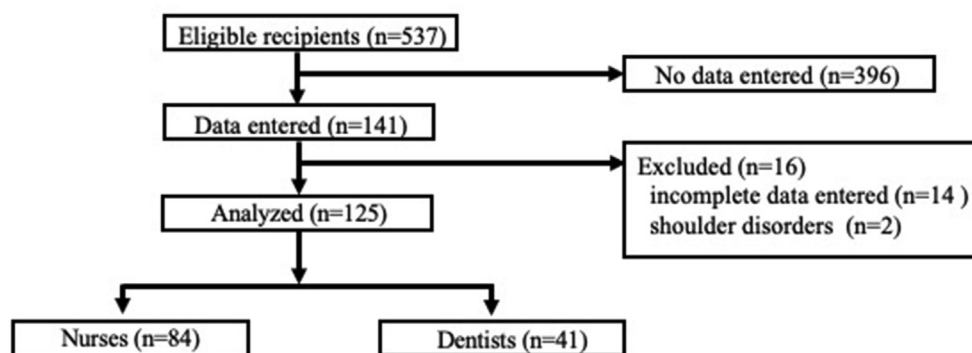 Eligible recipients (n=537)
No data entered (n=396)
Data entered (n=141)
Excluded (n=16)
incomplete data entered (n=14 )
shoulder disorders (n=2)
Analyzed (n=125)
Nurses (n=84)
Dentists (n=41)